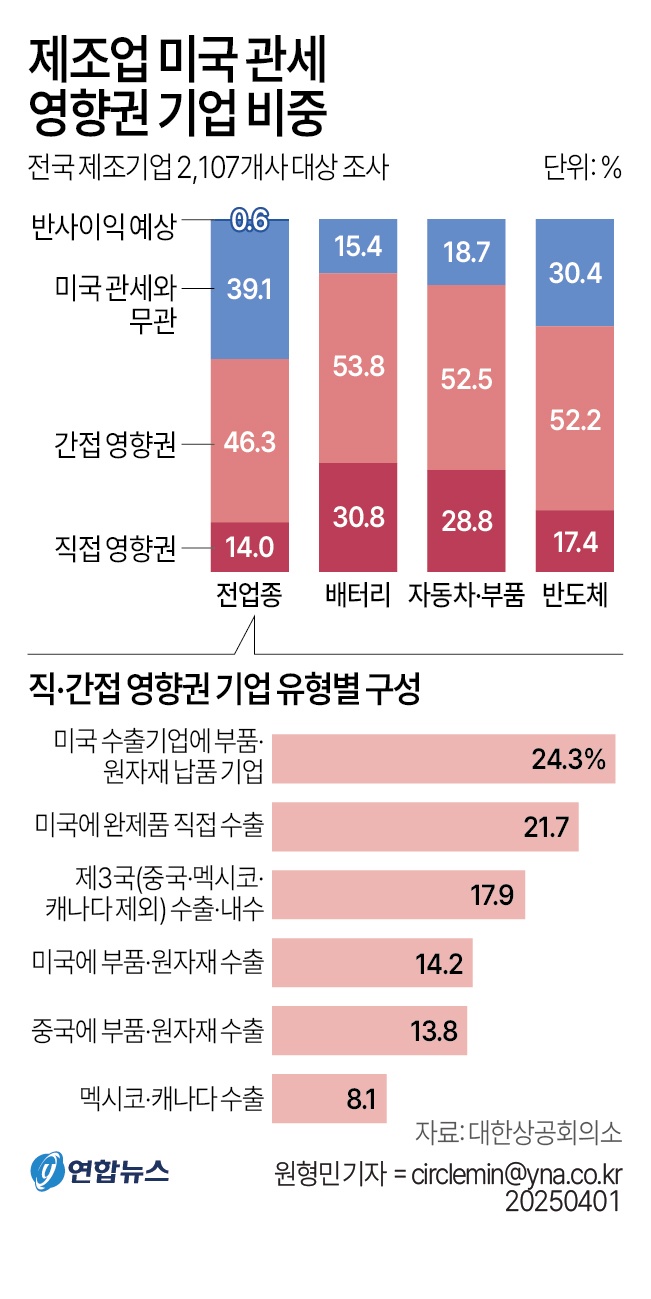 제조업 미국 관세
영향권 기업 비중
전국 제조기업 2,107개사 대상 조사
단위: %
반사이익 예상
0.6
미국 관세와
무관
39.1
15.4
18.7
30.4
간접 영향권
46.3
53.8
52.5
52.2
직접 영향권
14.0
30.8
28.8
17.4
전업종
배터리
자동차·부품
반도체
직·간접 영향권 기업 유형별 구성
미국 수출기업에 부품·
원자재 납품 기업
24.3%
미국에 완제품 직접 수출
21.7
제3국(중국·멕시코·
캐나다 제외) 수출·내수
17.9
미국에 부품·원자재 수출
14.2
중국에 부품·원자재 수출
13.8
멕시코·캐나다 수출
8.1
자료: 대한상공회의소
y 연합뉴스
원형민 기자 = circlemin@yna.co.kr
20250401